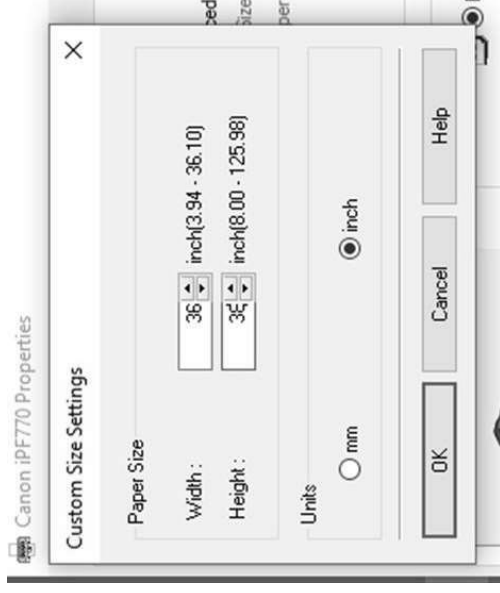 Canon iPF770 Properties
Custom Size Settings
Paper Size
Width : 36 inch(3.94 - 36.10)
Height : inch(8.00 - 125.98)
Units
mm inch
OK Cancel Help